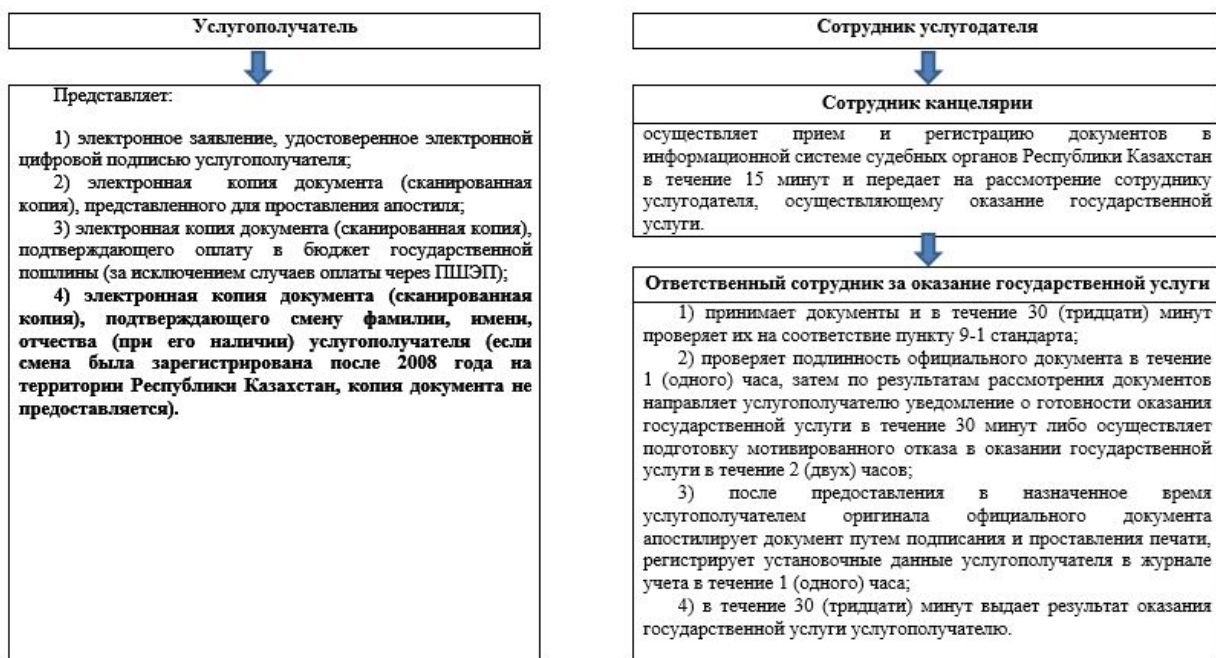 Услугополучатель
Представляет:
1) электронное заявление, удостоверенное электронной
цифровой подписью услугополучателя;
2) электронная копия документа (сканированная
копия), представленного для проставления апостиля;
3) электронная копия документа (сканированная копия),
подтверждающего оплату в бюджет государственной
пошлины (за исключением случаев оплаты через ПШЭП);
4) электронная копия документа (сканированная
копия), подтверждающего смену фамилии, имени,
отчества (при его наличии) услугополучателя (если
смена была зарегистрирована после 2008 года на
территории Республики Казахстан, копия документа не
предоставляется).
Сотрудник услугодателя
Сотрудник канцелярии
осуществляет прием и регистрацию документов в
информационной системе судебных органов Республики Казахстан
в течение 15 минут и передает на рассмотрение сотруднику
услугодателя, осуществляющему оказание государственной
услуги.
Ответственный сотрудник за оказание государственной услуги
1) принимает документы и в течение 30 (тридцати) минут
проверяет их на соответствие пункту 9-1 стандарта;
2) проверяет подлинность официального документа в течение
1 (одного) часа, затем по результатам рассмотрения документов
направляет услугополучателю уведомление о готовности оказания
государственной услуги в течение 30 минут либо осуществляет
подготовку мотивированного отказа в оказании государственной
услуги в течение 2 (двух) часов;
3) после предоставления в назначенное время
услугополучателем оригинала официального документа
апостилирует документ путем подписания и проставления печати,
регистрирует установочные данные услугополучателя в журнале
учета в течение 1 (одного) часа;
4) в течение 30 (тридцати) минут выдает результат оказания
государственной услуги услугополучателю.